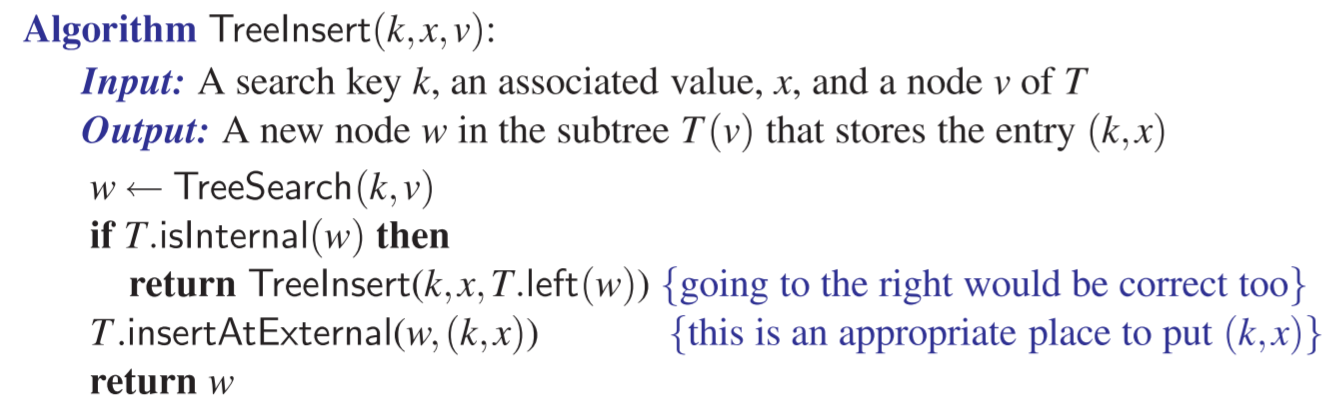 Algorithm TreeInsert(k,x,v):
Input: A search key k, an associated value, x, and a node v of T
Output: A new node w in the subtree T(v) that stores the entry (k,x)
w ← TreeSearch(k,v)
if T.isInternal(w) then
return TreeInsert(k,x,T.left(w)) {going to the right would be correct too}
T.insertAtExternal(w,(k,x)) {this is an appropriate place to put (k,x)}
return w